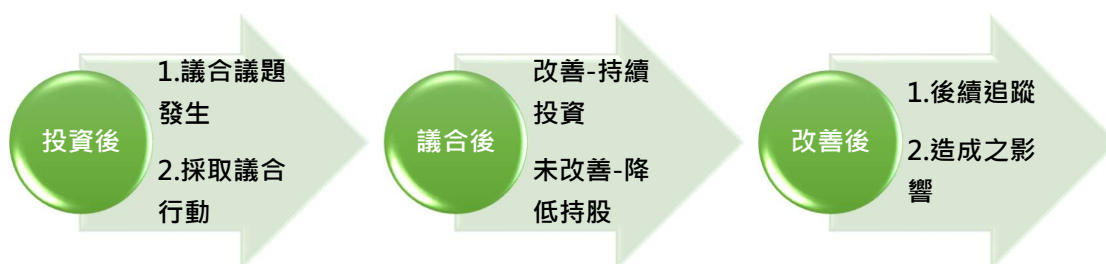 投資後
1.議合議題
發生
2.採取議合
行動
議合後
改善-持續
投資
未改善-降
低持股
改善後
1.後續追蹤
2.造成之影
響